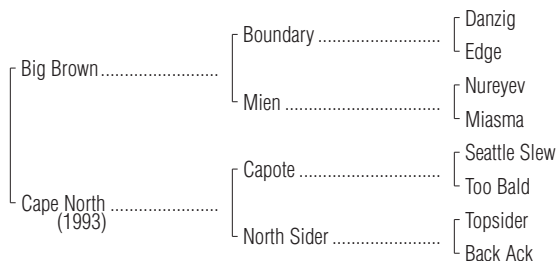 Danzig
Boundary
Edge
Big Brown
Nureyev
Mien
Miasma
Seattle Slew
Capote
Too Bald
Cape North
(1993)
Topsider
North Sider
Back Ack